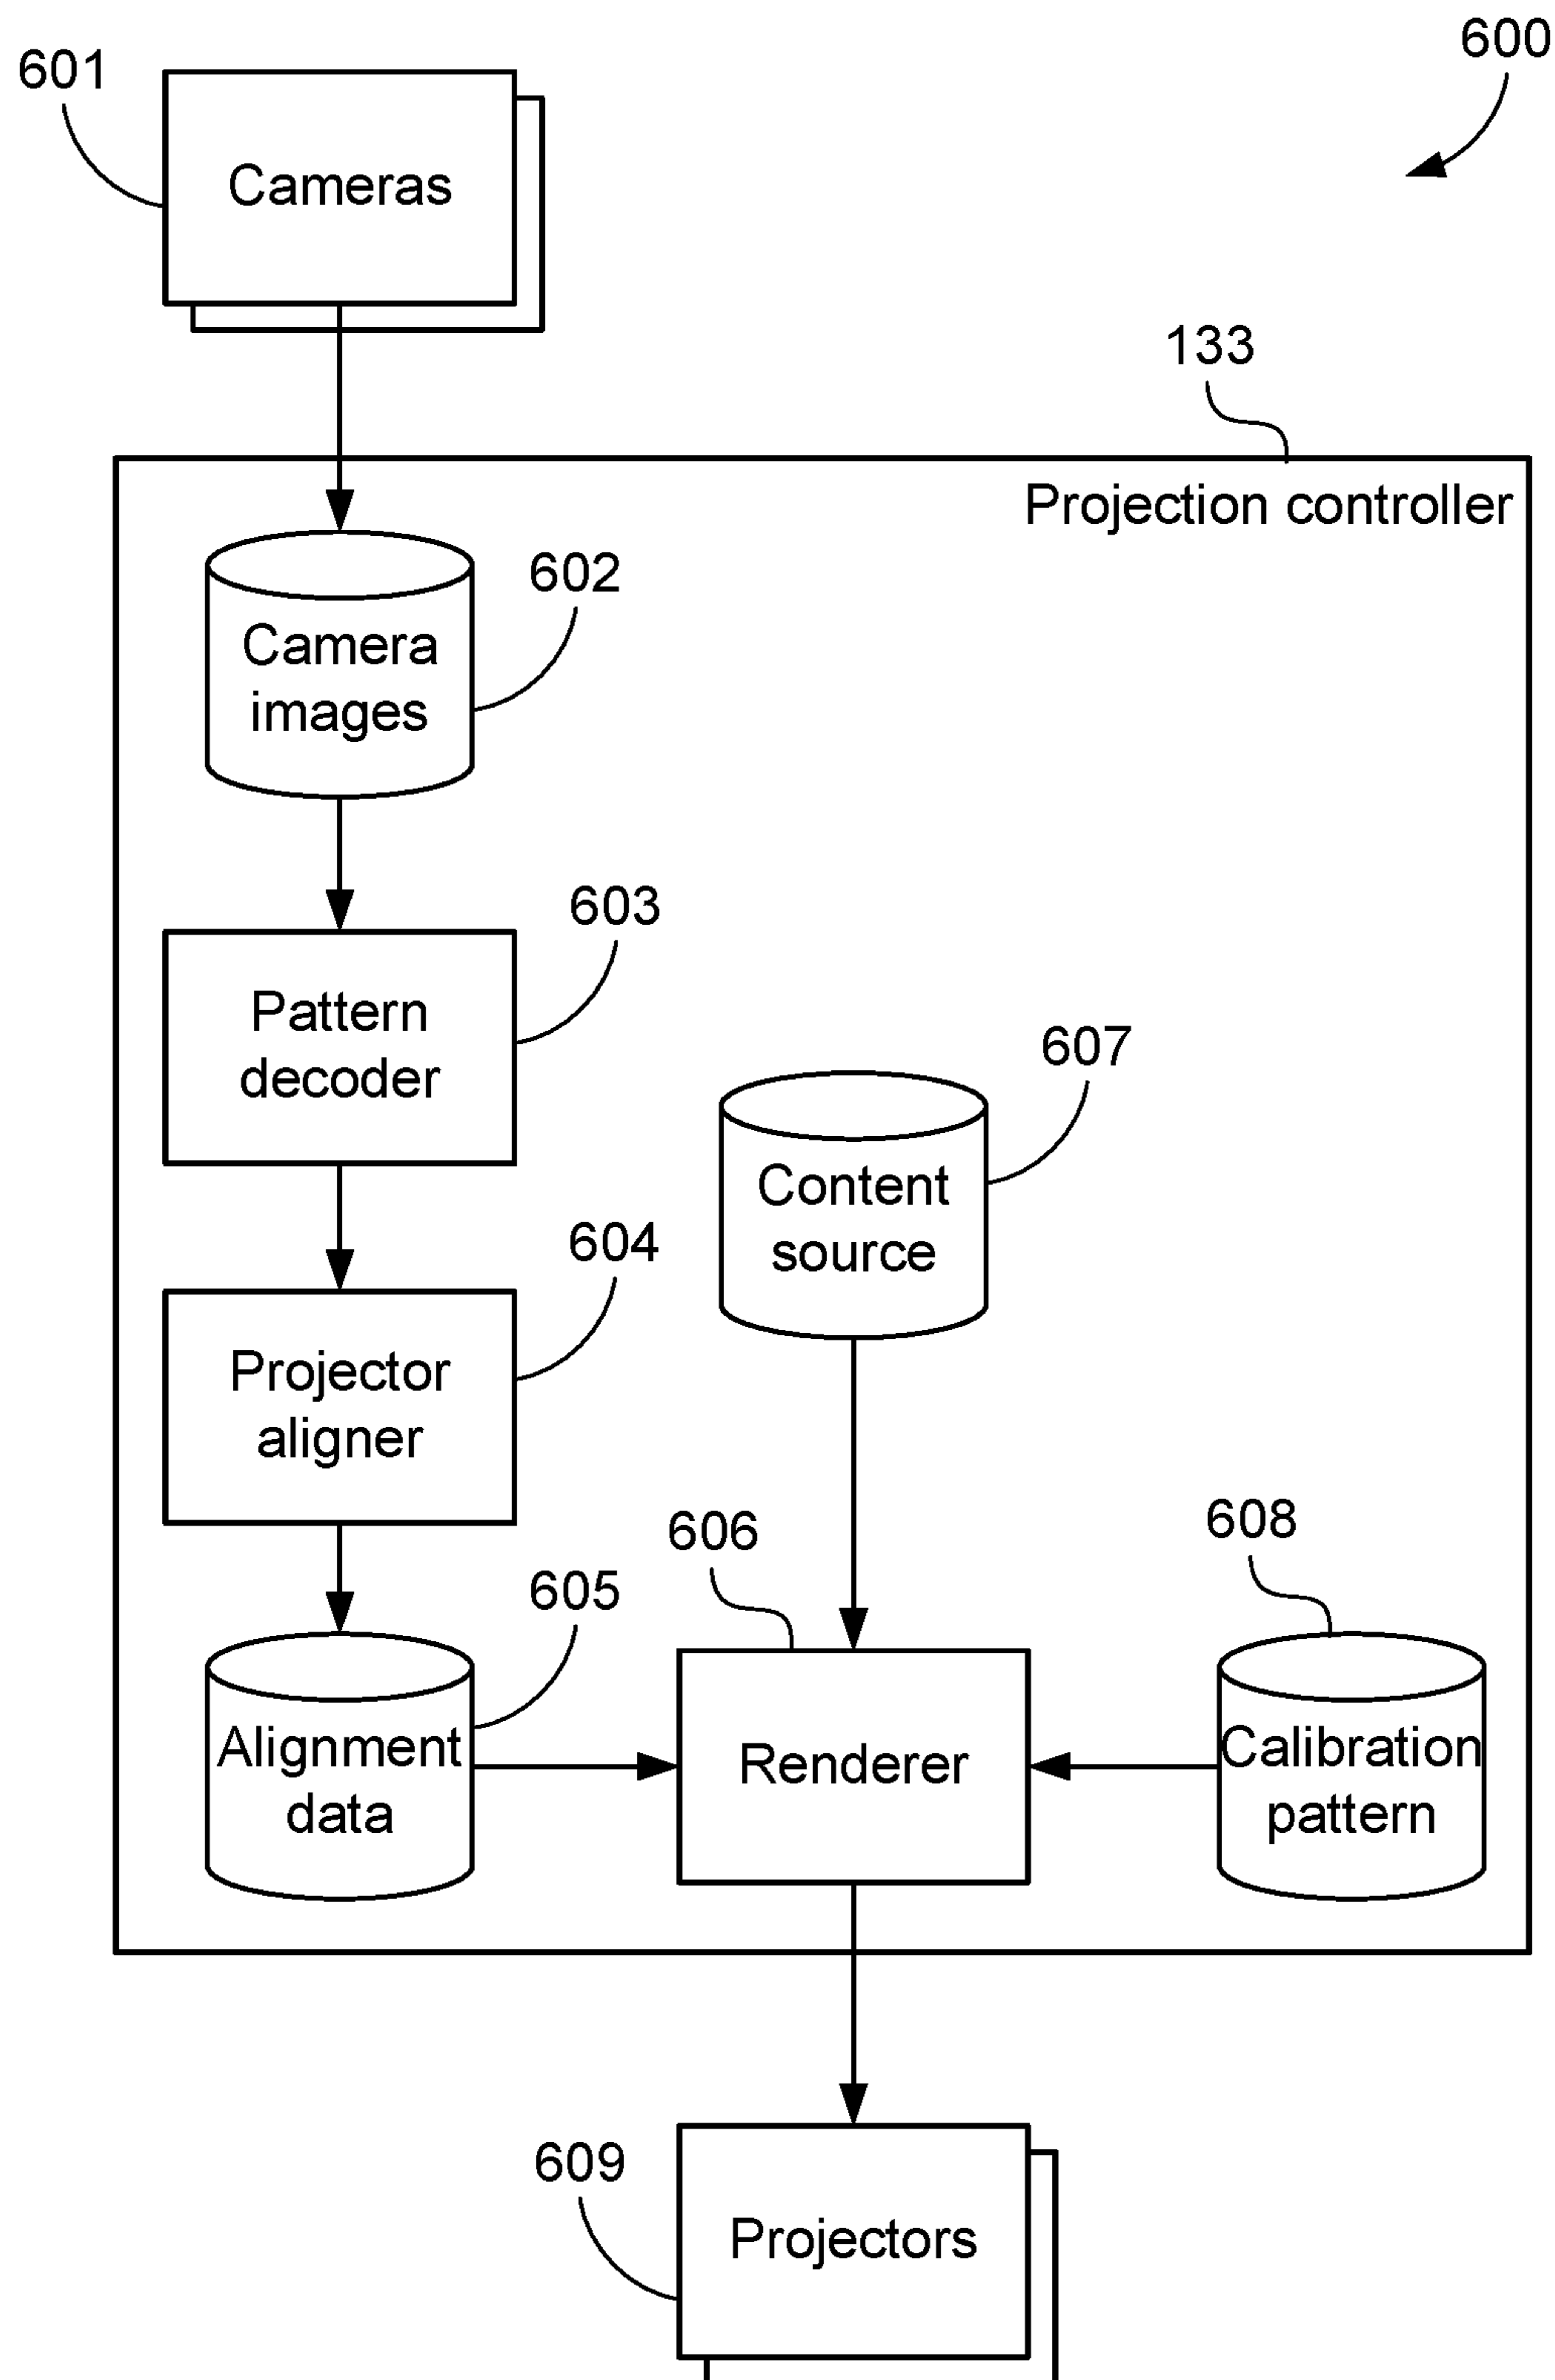 600
601
Cameras
133
Projection controller
602
Camera
images
603
Pattern
decoder
607
Content
source
604
Projector
aligner
606
608
605
Alignment
data
Renderer
Calibration
pattern
609
Projectors